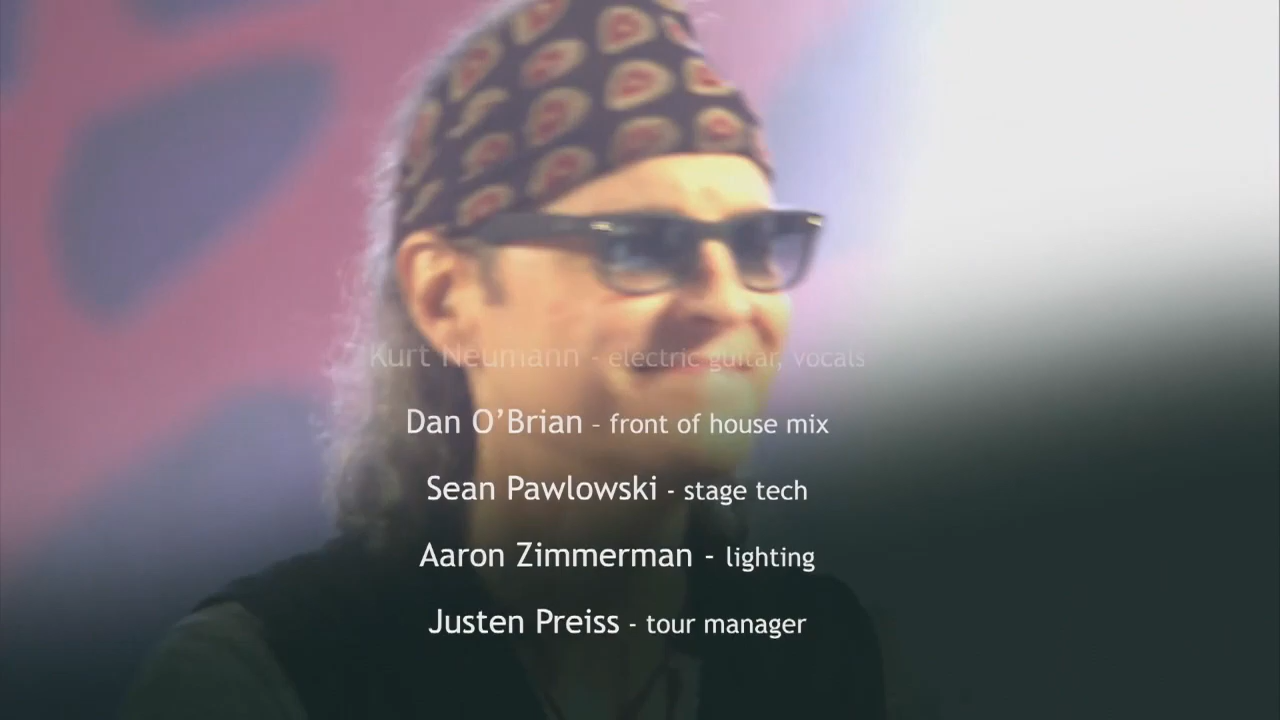 Kurt Neumann - electric guitar, vocals
Dan O’Brian - front of house mix
Sean Pawlowski - stage tech
Aaron Zimmerman - lighting
Justen Preiss - tour manager